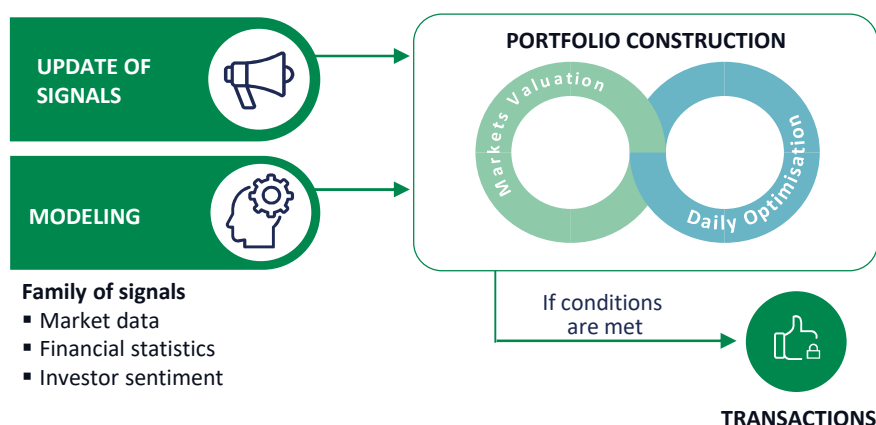 UPDATE OF
SIGNALS
MODELING
Family of signals
▪ Market data
▪ Financial statistics
▪ Investor sentiment
PORTFOLIO CONSTRUCTION
Markets Valuation
Daily Optimisation
If conditions
are met
TRANSACTIONS